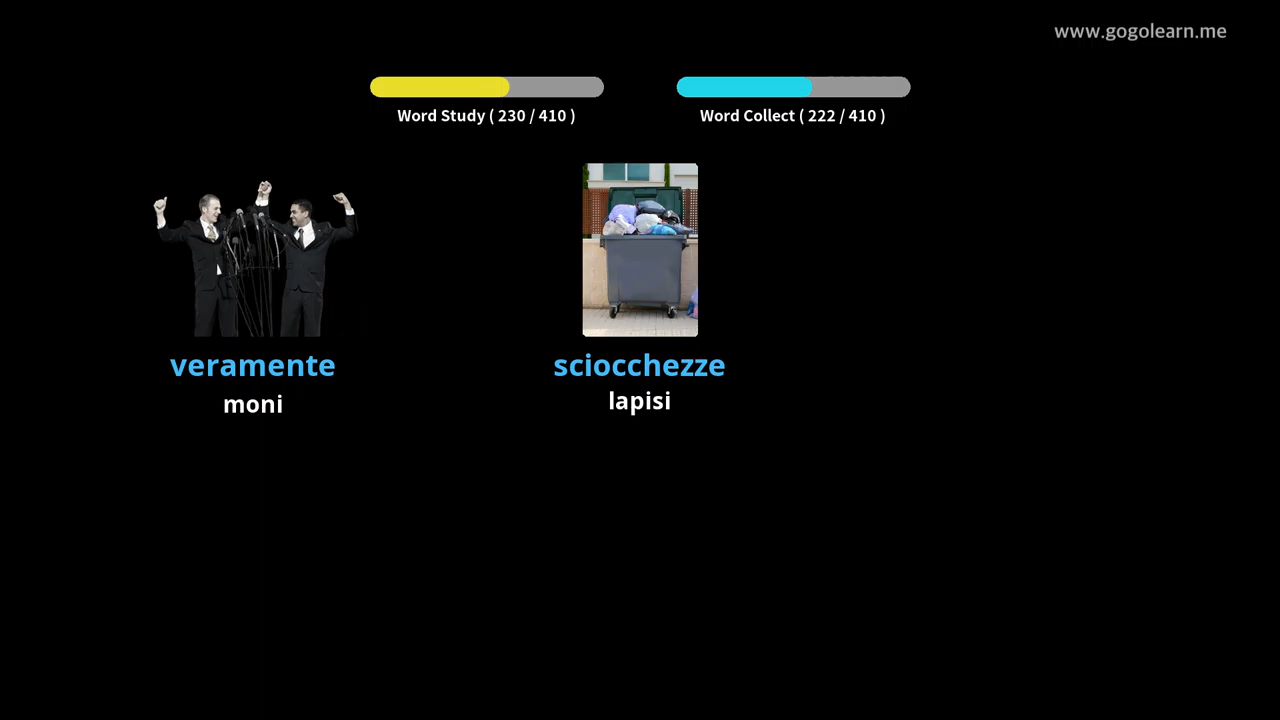 www.gogolearn.me
Word Study ( 230 / 410 )
Word Collect ( 222 / 410 )
veramente
moni
sciocchezze
lapisi